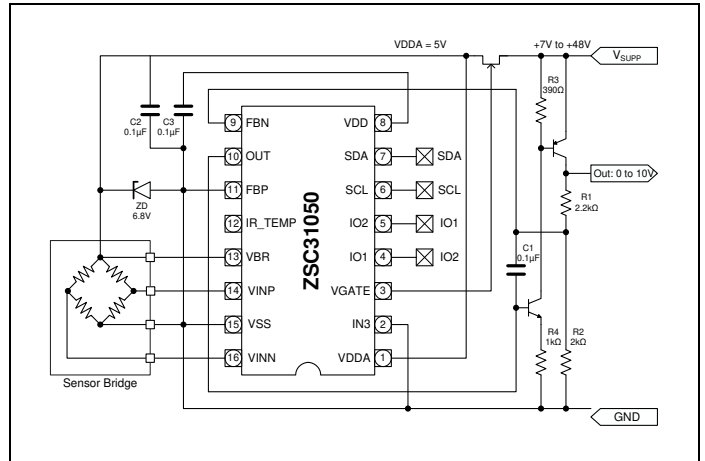 VDDA = 5V
+7V to +48V
VSUPP
R3
390Ω
C2
0.1µF
C3
0.1µF
9 FBN
VDD 8
10 OUT
SDA 7
SDA
Out: 0 to 10V
11 FBP
SCL 6
SCL
R1
2.2kΩ
ZD
6.8V
12 IR_TEMP
IO2 5
IO1
ZSC31050
C1
0.1µF
13 VBR
IO1 4
IO2
14 VINP
VGATE 3
15 VSS
IN3 2
R4
1kΩ
R2
2kΩ
16 VINN
VDDA 1
Sensor Bridge
GND